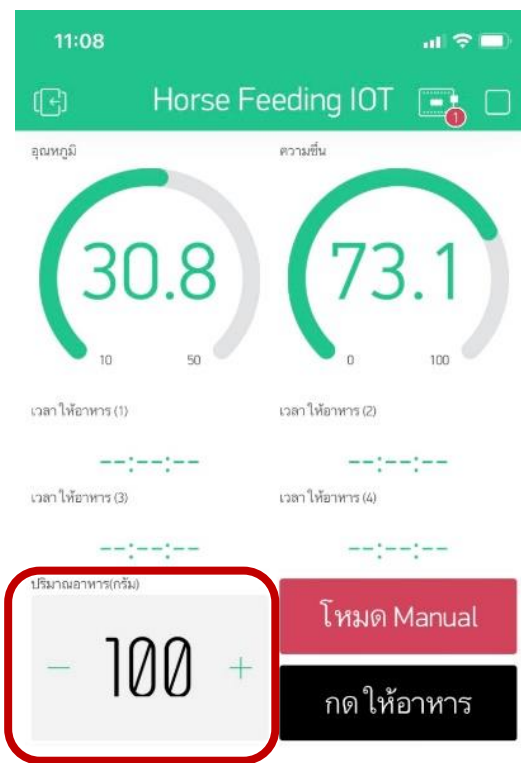 11:08
Horse Feeding IOT
1
อุณหภูมิ
ความชื้น
30.8
73.1
10 50
0 100
เวลาให้อาหาร (1)
เวลาให้อาหาร (2)
--:--:--
--:--:--
เวลาให้อาหาร (3)
เวลาให้อาหาร (4)
--:--:--
--:--:--
ปริมาณอาหาร(กรัม)
− 100 +
โหมด Manual
กดให้อาหาร